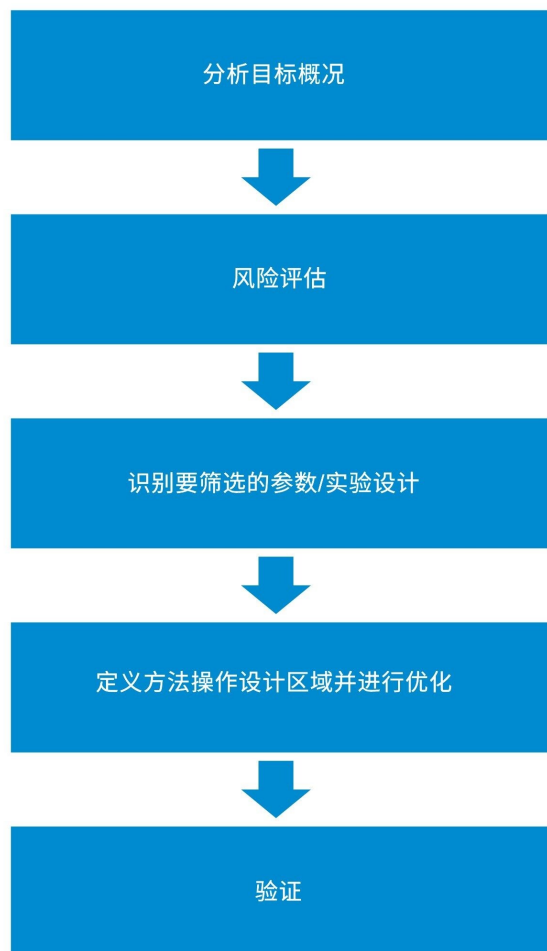 分析目标概况
风险评估
识别要筛选的参数/实验设计
定义方法操作设计区域并进行优化
验证